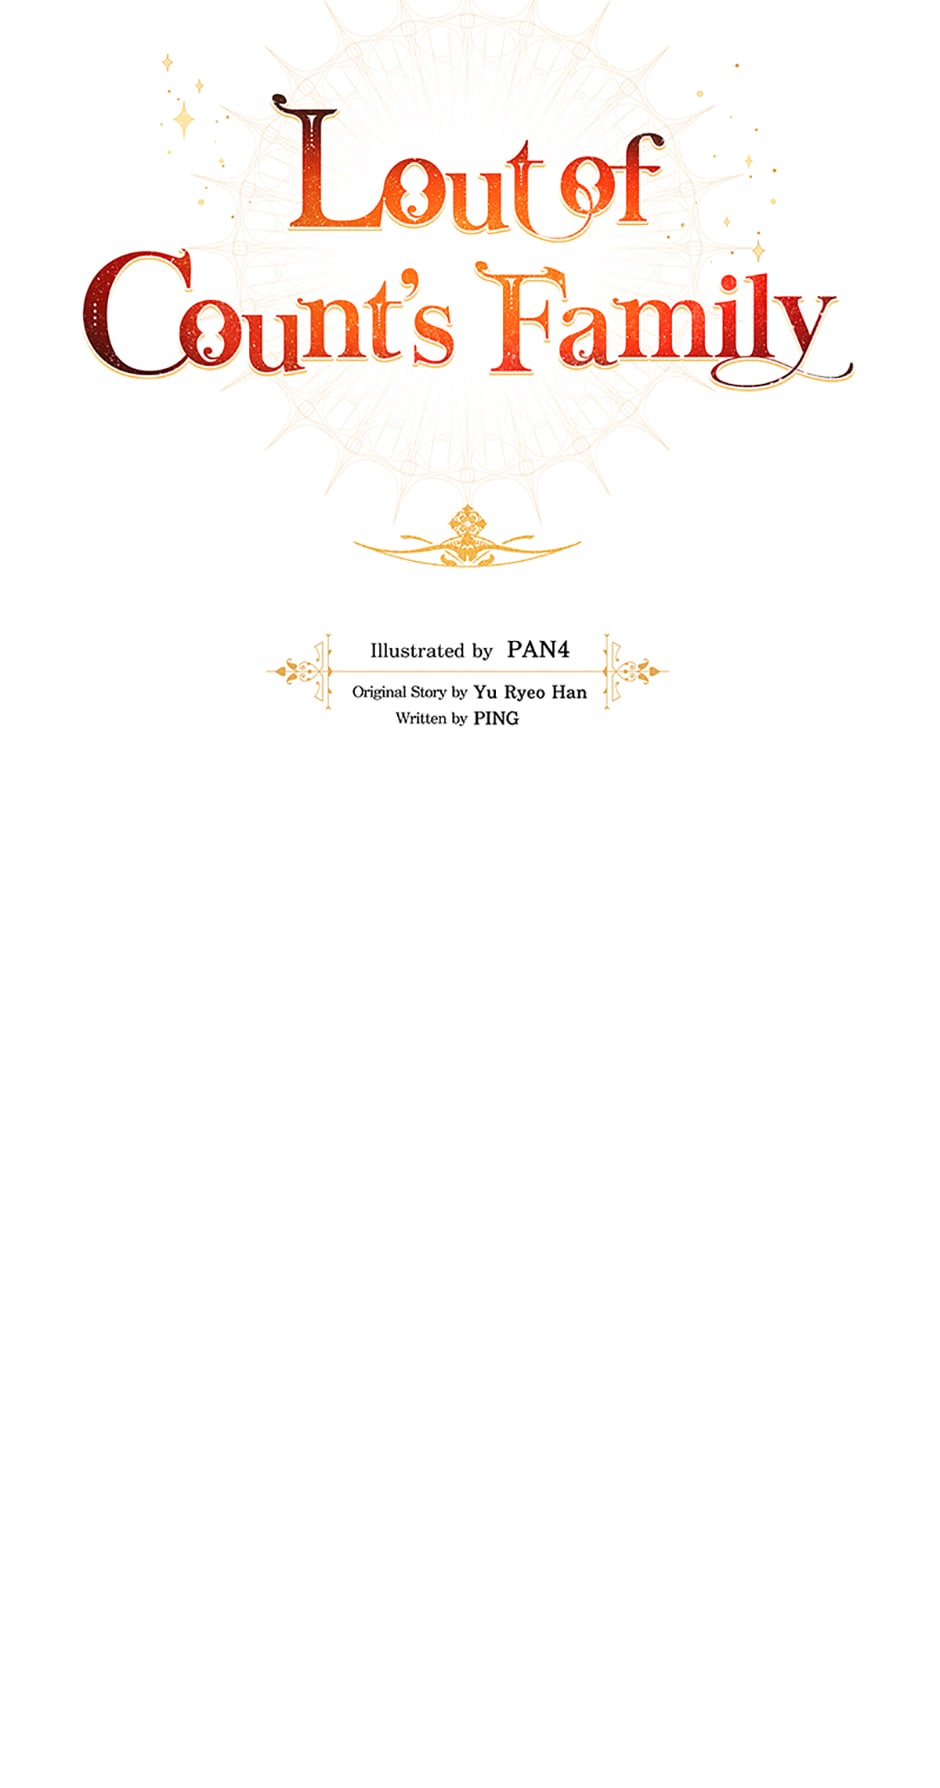 Lout of
Count's Family
Illustrated by PAN4
Original Story by Yu Ryeo Han
Written by PING